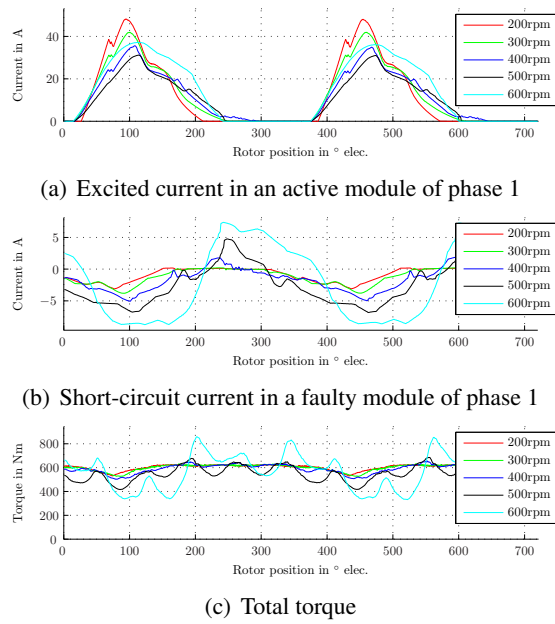 Current in A
40
20
0
0 100 200 300 400 500 600 700
Rotor position in ° elec.
200rpm
300rpm
400rpm
500rpm
600rpm
(a) Excited current in an active module of phase 1
Current in A
5
0
−5
0 100 200 300 400 500 600 700
Rotor position in ° elec.
200rpm
300rpm
400rpm
500rpm
600rpm
(b) Short-circuit current in a faulty module of phase 1
Torque in Nm
800
600
400
200
0
0 100 200 300 400 500 600 700
Rotor position in ° elec.
200rpm
300rpm
400rpm
500rpm
600rpm
(c) Total torque